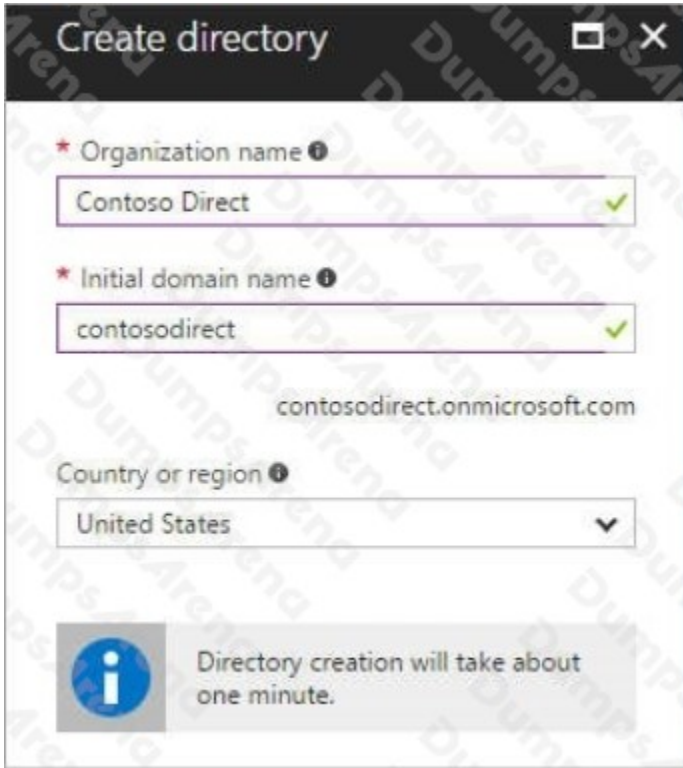 Create directory
* Organization name
Contoso Direct
* Initial domain name
contosodirect
contosodirect.onmicrosoft.com
Country or region
United States
Directory creation will take about
one minute.
DumpsArena